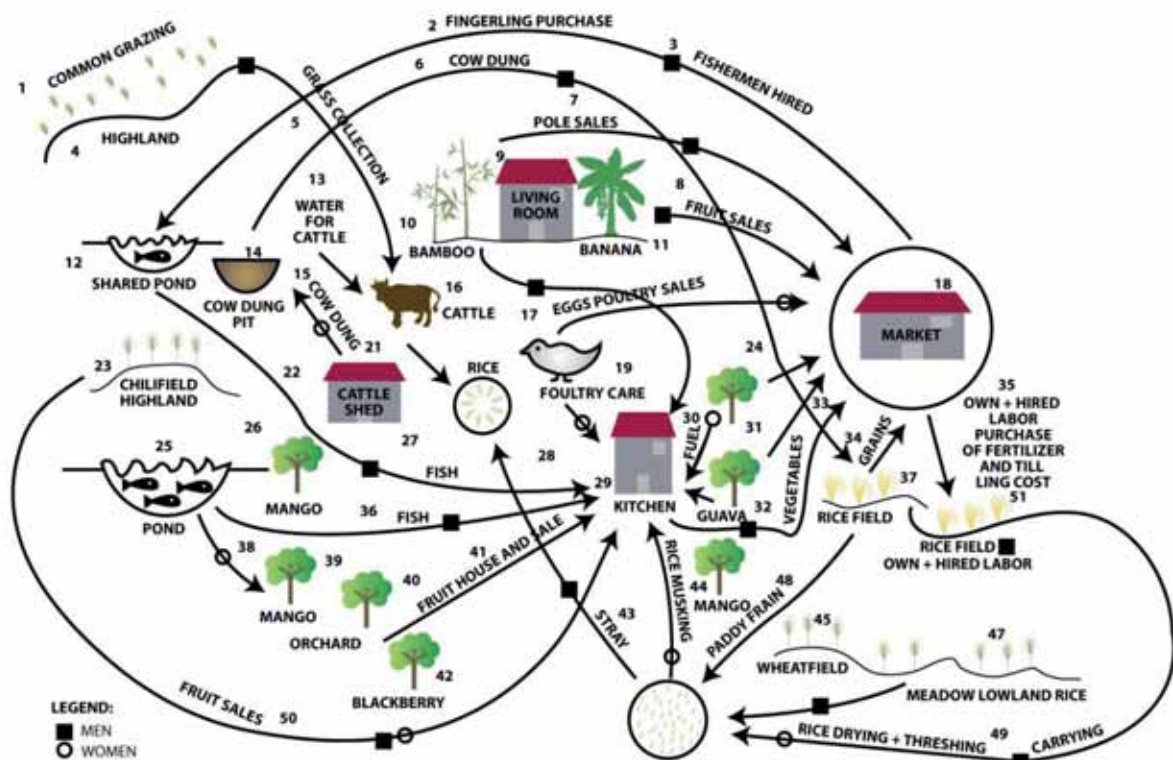 2 FINGERLING PURCHASE
3 FISHERMEN HIRED
1 COMMON GRAZING
6 COW DUNG
7
5 GRASS COLLECTION
4 HIGHLAND
POLE SALES
9
8 FRUIT SALES
LIVING
ROOM
10
BAMBOO
BANANA 11
13
WATER
FOR
CATTLE
12
SHARED POND
14
COW DUNG
PIT
15 COW DUNG
16
CATTLE
17 EGGS POULTRY SALES
18
MARKET
19
FOULTRY CARE
21
CATTLE
SHED
RICE
22
23
CHILIFIELD
HIGHLAND
24
25
POND
26
MANGO
27
FISH
28
29
KITCHEN
30
FUEL
31
GUAVA
32
33
VEGETABLES
34 GRAINS
35
OWN + HIRED
LABOR
PURCHASE
OF FERTILIZER
AND TILL
LING COST
36
FISH
37
RICE FIELD
51
RICE FIELD
OWN + HIRED LABOR
38
39
MANGO
40
ORCHARD
41
FRUIT HOUSE AND SALE
42
BLACKBERRY
43
STRAY
RICE MUSKING
44
MANGO
48
PADDY FRAIN
45
WHEATFIELD
47
MEADOW LOWLAND RICE
49
RICE DRYING + THRESHING
CARRYING
FRUIT SALES 50
LEGEND:
MEN
WOMEN